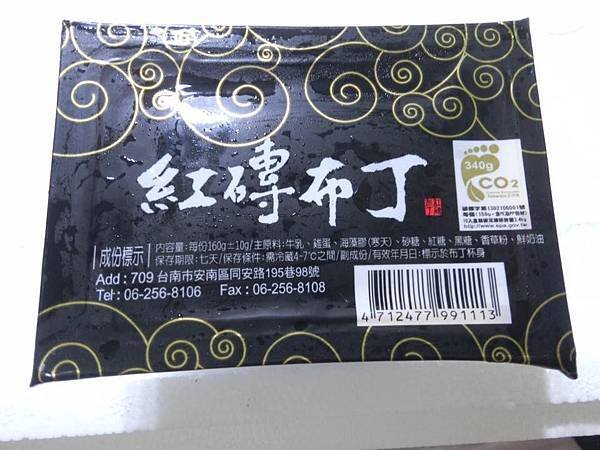 紅磚布丁
340g
CO2
成份標示
內容量:每份160g±10g/主原料:牛乳、雞蛋、海藻膠(寒天)、砂糖、紅糖、黑糖、香草粉、鮮奶油
保存期限:七天/保存條件:需冷藏4-7℃之間/副成份/有效年月日:標示於布丁杯身
Add : 709 台南市安南區同安路195巷98號
Tel : 06-256-8106 Fax : 06-256-8108
http://www.epa.gov.tw
4 712477 991113